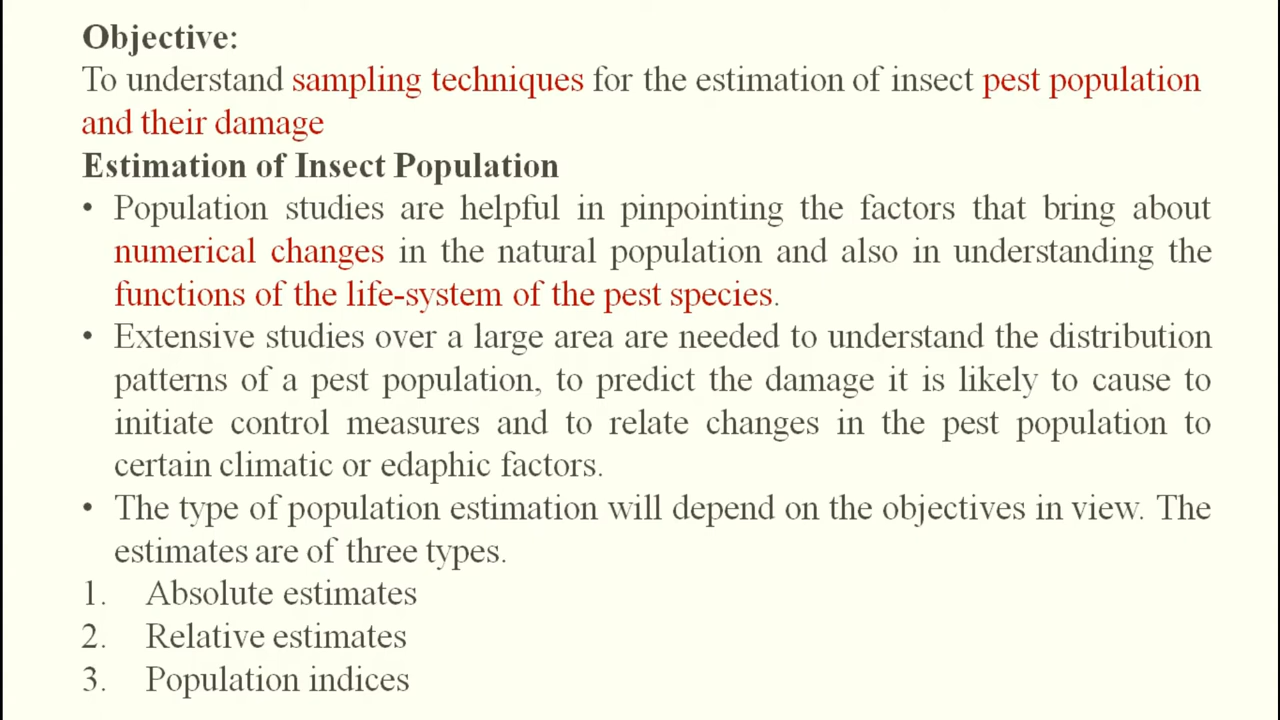 Objective:
To understand sampling techniques for the estimation of insect pest population
and their damage
Estimation of Insect Population
• Population studies are helpful in pinpointing the factors that bring about
numerical changes in the natural population and also in understanding the
functions of the life-system of the pest species.
• Extensive studies over a large area are needed to understand the distribution
patterns of a pest population, to predict the damage it is likely to cause to
initiate control measures and to relate changes in the pest population to
certain climatic or edaphic factors.
• The type of population estimation will depend on the objectives in view. The
estimates are of three types.
1. Absolute estimates
2. Relative estimates
3. Population indices